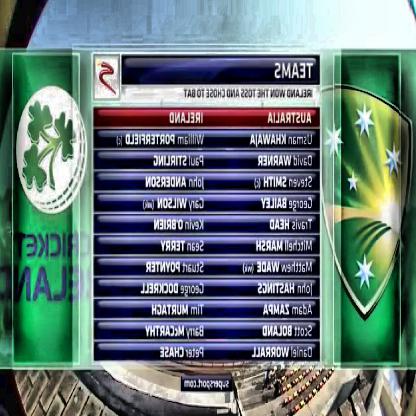 TEAMS
IRELAND WON THE TOSS AND CHOSE TO BAT
AUSTRALIA IRELAND
Usman KHAWAJA William PORTERFIELD (c)
David WARNER Paul STIRLING
Steven SMITH (c) John ANDERSON
George BAILEY Gary WILSON (wk)
Travis HEAD Kevin O'BRIEN
Mitchell MARSH Sean TERRY
Matthew WADE (wk) Stuart POYNTER
John HASTINGS George DOCKRELL
Adam ZAMPA Tim MURTAGH
Scott BOLAND Barry McCARTHY
Daniel WORRALL Peter CHASE
supersport.com
CRICKET
IRELAND